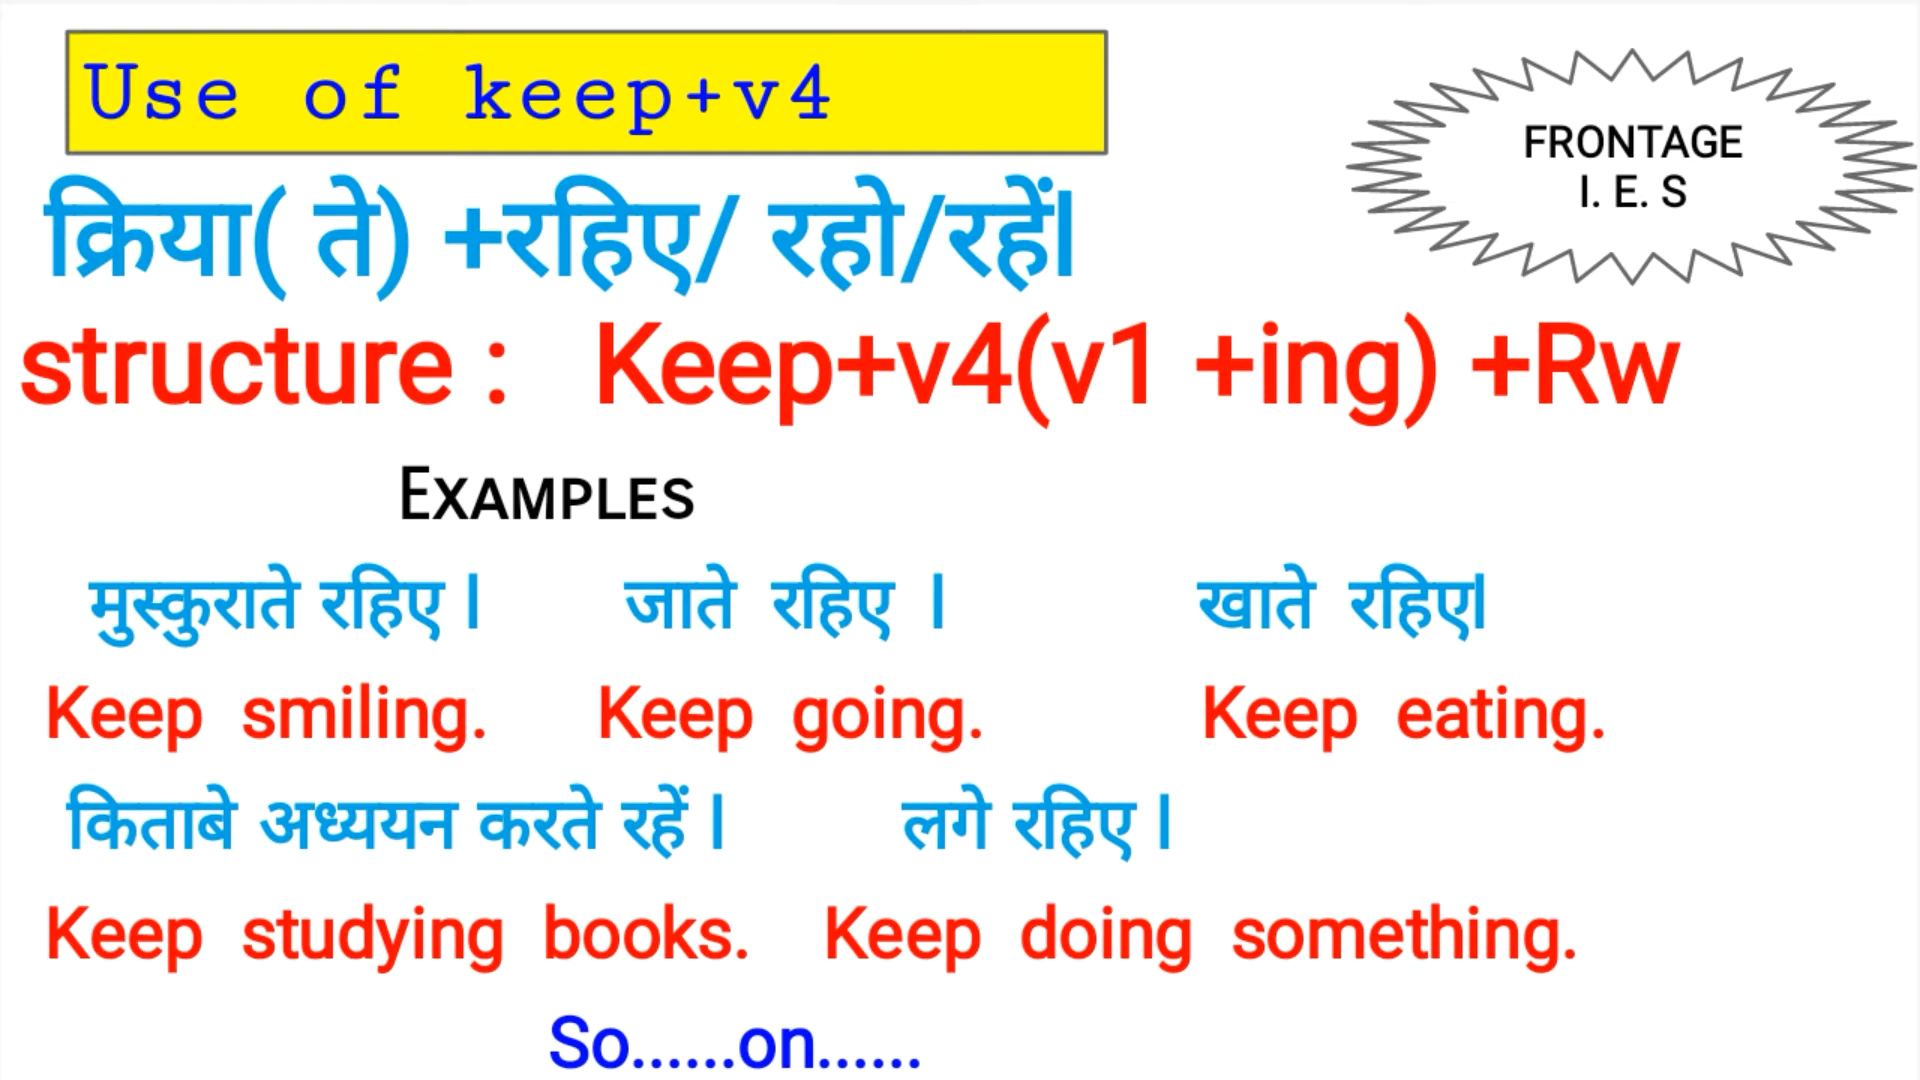 Use of keep+v4
FRONTAGE
I. E. S
क्रिया( ते) +रहिए/ रहो/रहेंl
structure : Keep+v4(v1 +ing) +Rw
EXAMPLES
मुस्कुराते रहिए l जाते रहिए l खाते रहिएl
Keep smiling. Keep going. Keep eating.
किताबे अध्ययन करते रहें l लगे रहिए l
Keep studying books. Keep doing something.
So......on......